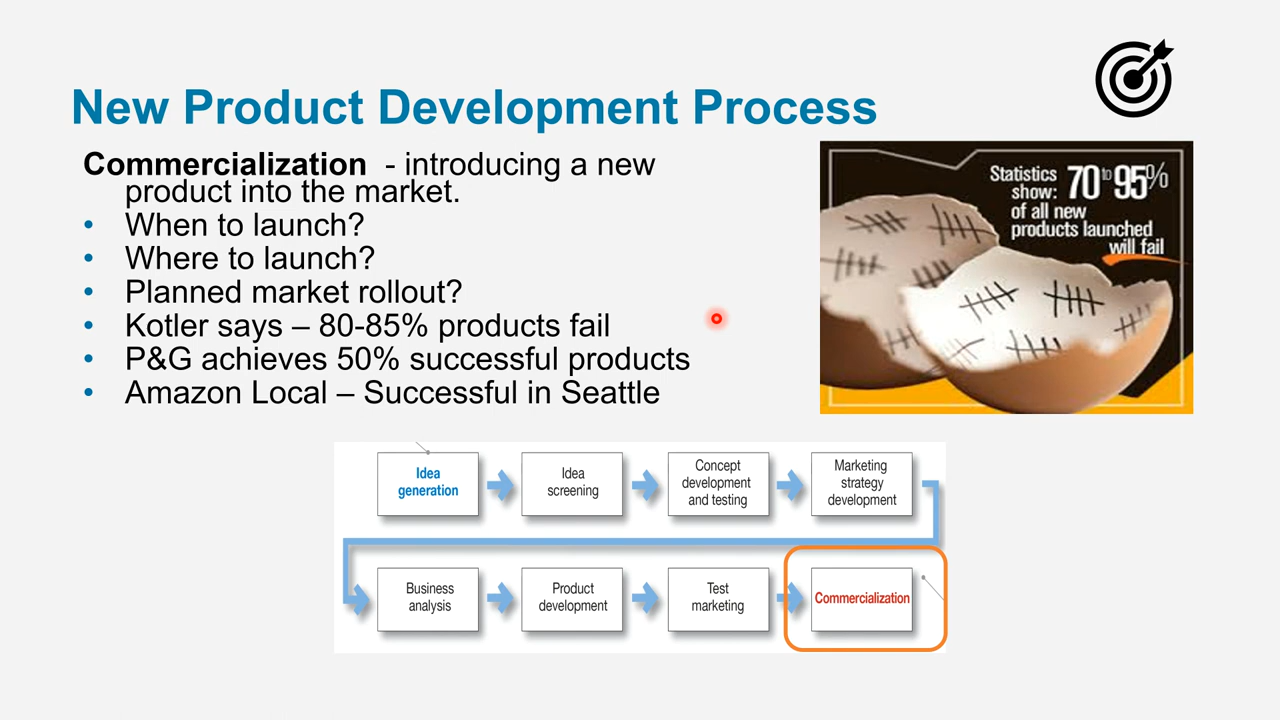 New Product Development Process
Commercialization - introducing a new
product into the market.
• When to launch?
• Where to launch?
• Planned market rollout?
• Kotler says – 80-85% products fail
• P&G achieves 50% successful products
• Amazon Local – Successful in Seattle
Statistics show: 70 to 95%
of all new
products launched
will fail
Idea
generation
Idea
screening
Concept
development
and testing
Marketing
strategy
development
Business
analysis
Product
development
Test
marketing
Commercialization